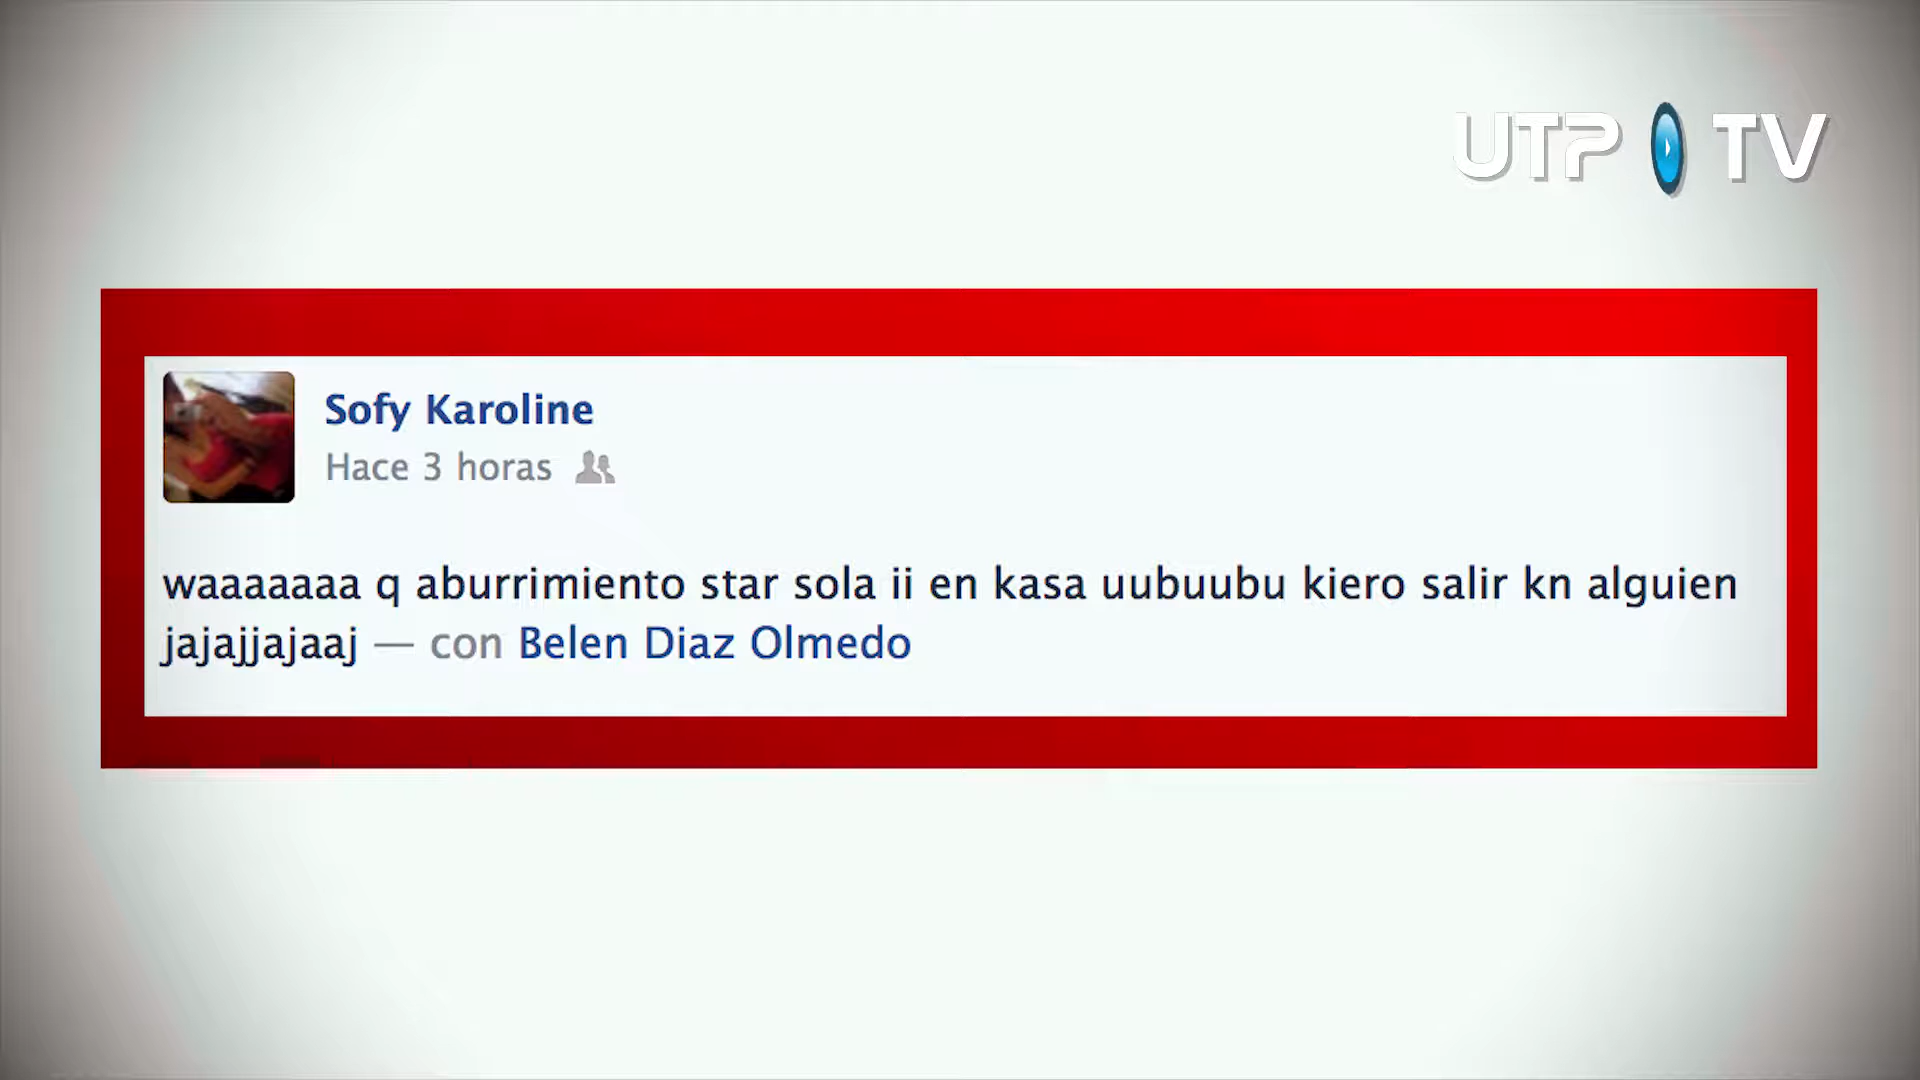 UTP TV
Sofy Karoline
Hace 3 horas
waaaaaaa q aburrimiento star sola ii en kasa uubuubu kiero salir kn alguien
jajajjajaaj — con Belen Diaz Olmedo